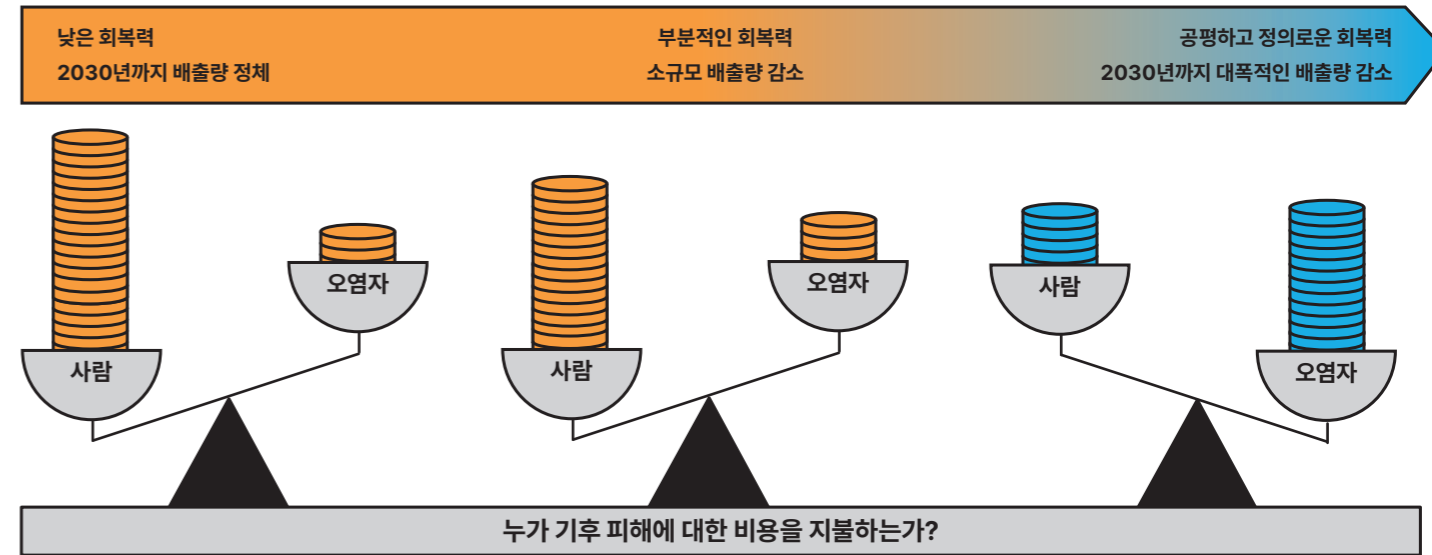 낮은 회복력
2030년까지 배출량 정체
부분적인 회복력
소규모 배출량 감소
공평하고 정의로운 회복력
2030년까지 대폭적인 배출량 감소
사람
오염자
사람
오염자
사람
오염자
누가 기후 피해에 대한 비용을 지불하는가?